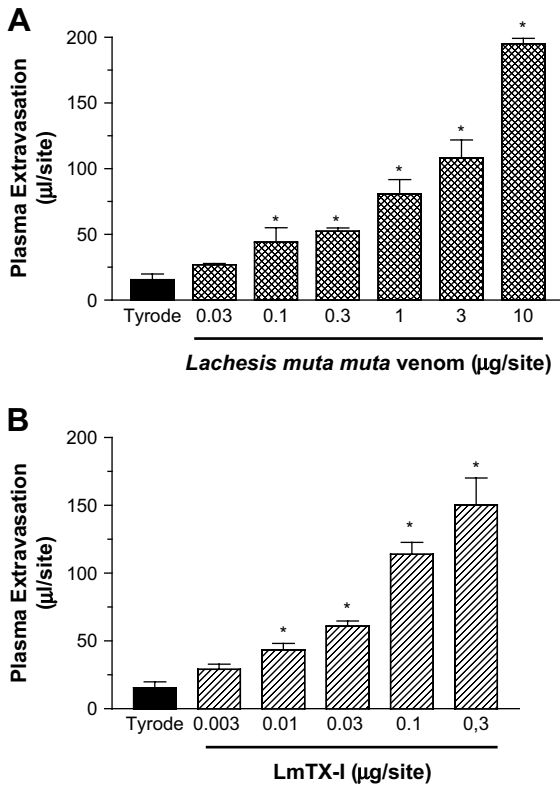 A
Plasma Extravasation
(μl/site)
200
150
100
50
0
*
*
*
*
*
Tyrode 0.03 0.1 0.3 1 3 10
Lachesis muta muta venom (μg/site)
B
Plasma Extravasation
(μl/site)
200
150
100
50
0
*
*
*
*
Tyrode 0.003 0.01 0.03 0.1 0,3
LmTX-I (μg/site)